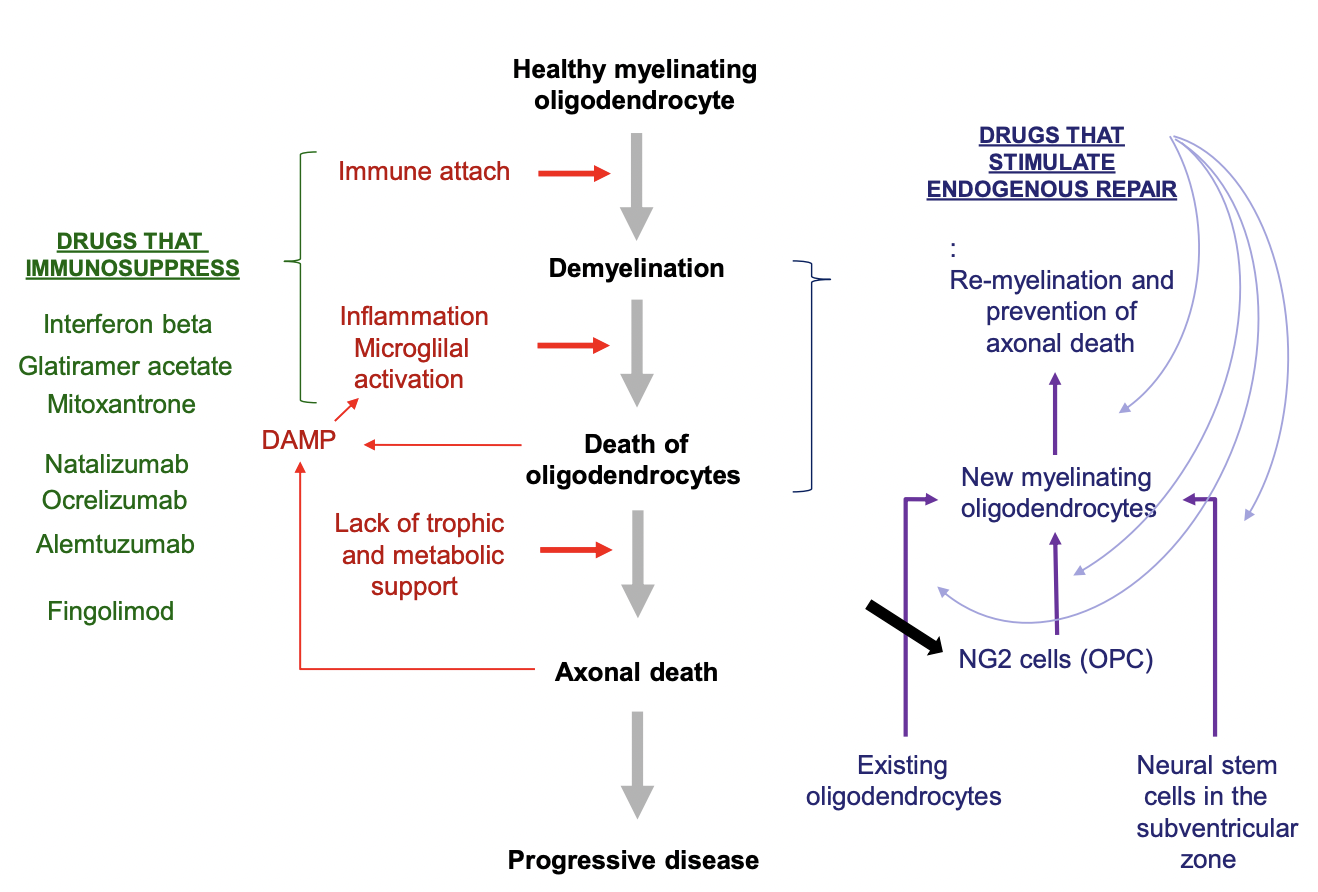 Healthy myelinating
oligodendrocyte
Immune attach
Demyelination
Inflammation
Microglilal
activation
DAMP
Death of
oligodendrocytes
Lack of trophic
and metabolic
support
Axonal death
Progressive disease
DRUGS THAT
IMMUNOSUPPRESS
Interferon beta
Glatiramer acetate
Mitoxantrone
Natalizumab
Ocrelizumab
Alemtuzumab
Fingolimod
DRUGS THAT
STIMULATE
ENDOGENOUS REPAIR
:
Re-myelination and
prevention of
axonal death
New myelinating
oligodendrocytes
NG2 cells (OPC)
Existing
oligodendrocytes
Neural stem
cells in the
subventricular
zone